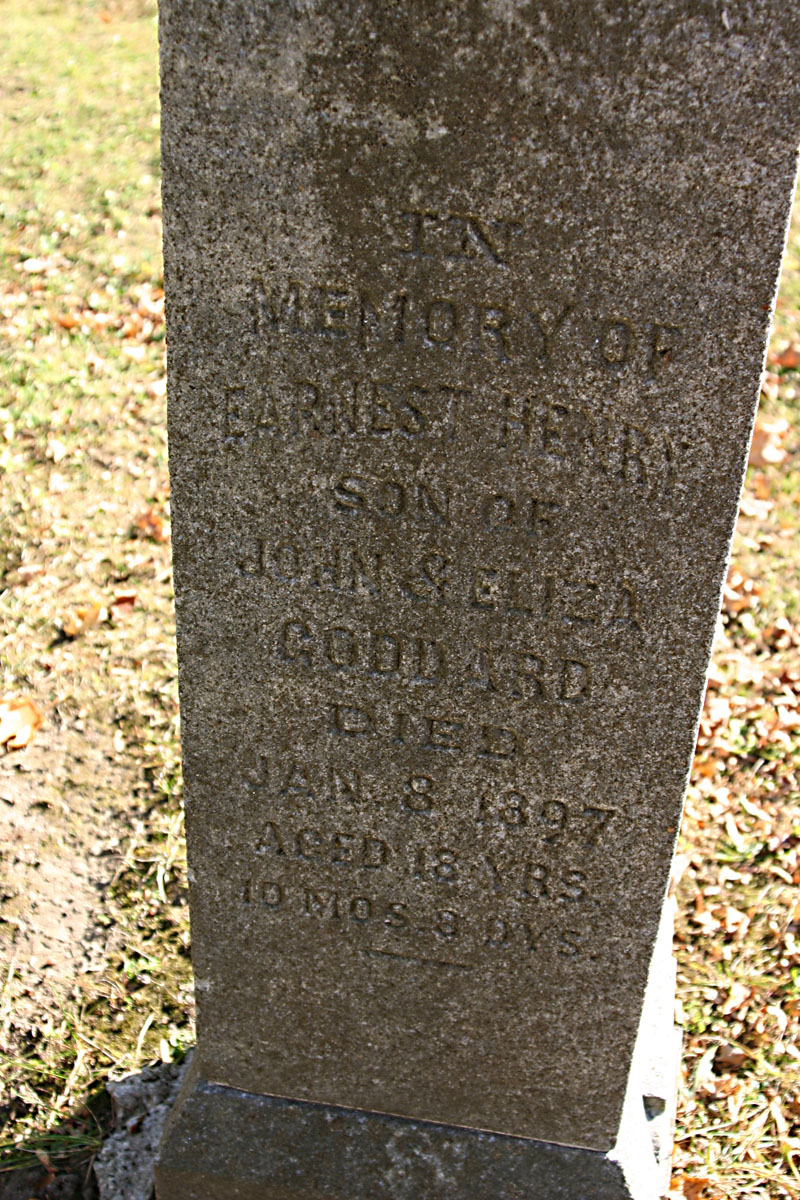 IN
MEMORY OF
EARNEST HENRY
SON OF
JOHN & ELIZA
GODDARD
DIED
JAN. 8 1897
AGED 18 YRS.
10 MOS. 8 DYS.